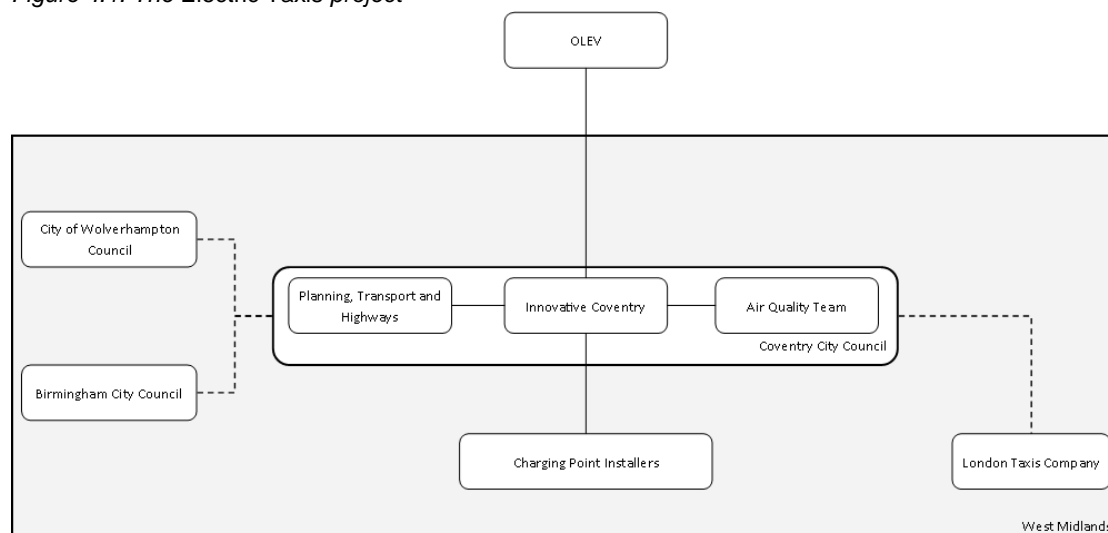 Figure 4.1: The Electric Taxis project
OLEV
City of Wolverhampton
Council
Planning, Transport and
Highways
Innovative Coventry
Air Quality Team
Coventry City Council
Birmingham City Council
Charging Point Installers
London Taxis Company
West Midlands